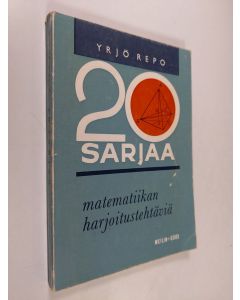 YRJÖ REPO
20
SARJAA
matematiikan
harjoitustehtäviä